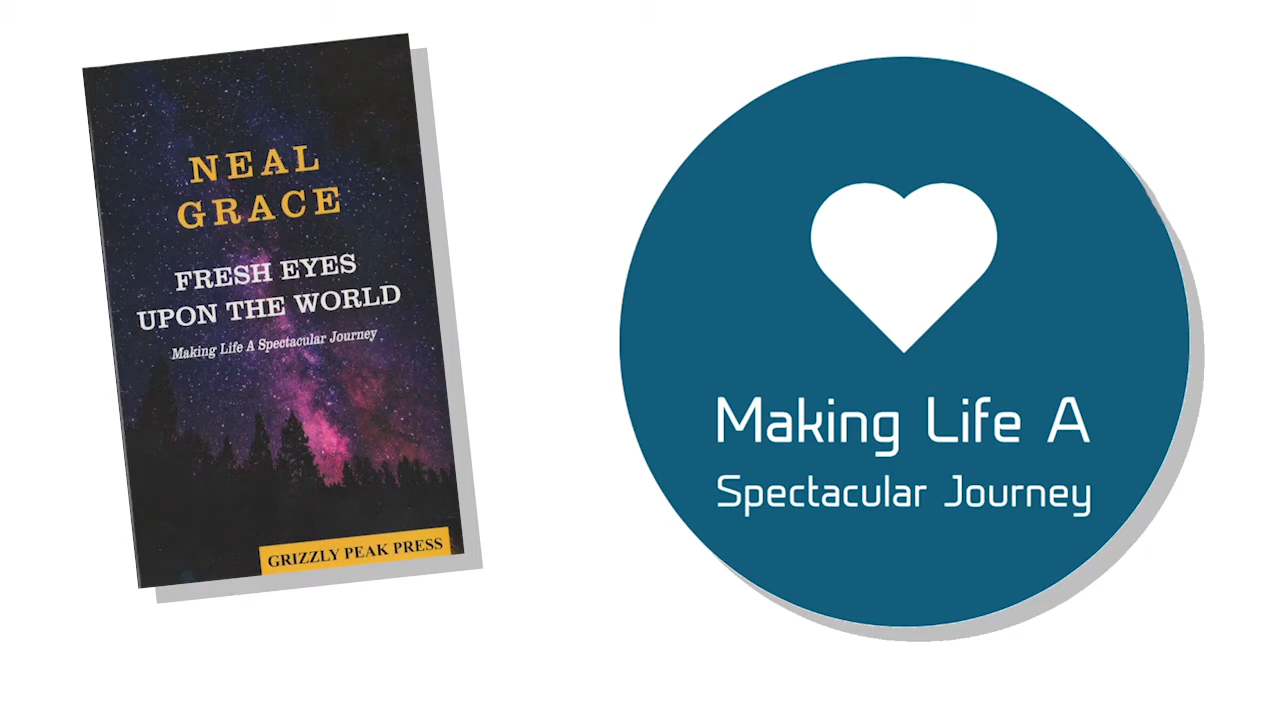 NEAL
GRACE
FRESH EYES
UPON THE WORLD
Making Life A Spectacular Journey
GRIZZLY PEAK PRESS
Making Life A
Spectacular Journey